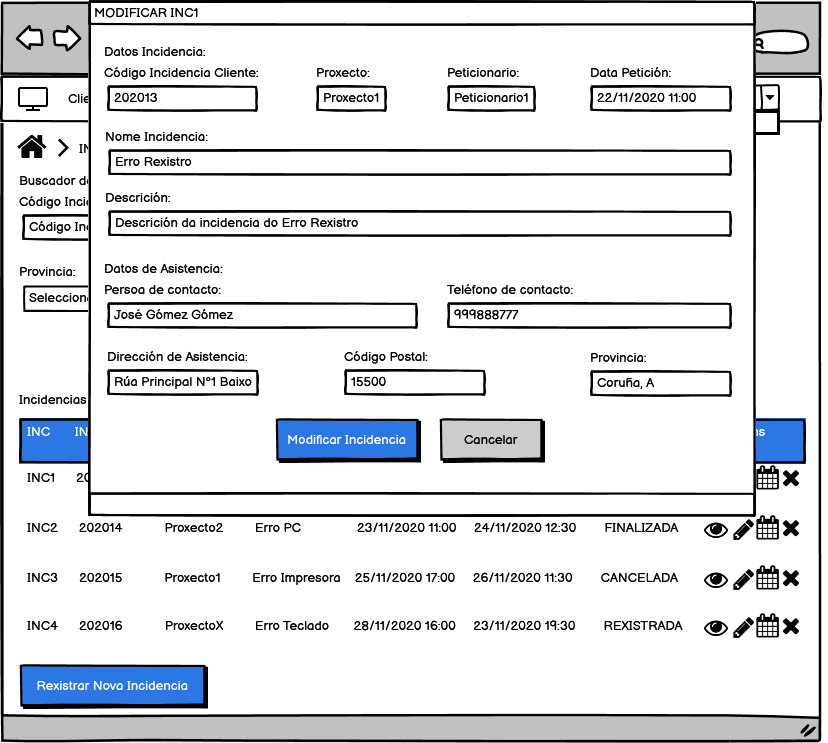 MODIFICAR INC1
Datos Incidencia:
Código Incidencia Cliente: Proxecto: Peticionario: Data Petición:
202013 Proxecto1 Peticionario1 22/11/2020 11:00
Nome Incidencia:
Erro Rexistro
Descrición:
Descrición da incidencia do Erro Rexistro
Datos de Asistencia:
Persoa de contacto: Teléfono de contacto:
José Gómez Gómez 999888777
Dirección de Asistencia: Código Postal: Provincia:
Rúa Principal Nº1 Baixo 15500 Coruña, A
Modificar Incidencia Cancelar
Clie
IN
Buscador de
Código Inci
Código In
Provincia:
Seleccion
Incidencias
INC IN ns
INC1 20
INC2 202014 Proxecto2 Erro PC 23/11/2020 11:00 24/11/2020 12:30 FINALIZADA
INC3 202015 Proxecto1 Erro Impresora 25/11/2020 17:00 26/11/2020 11:30 CANCELADA
INC4 202016 ProxectoX Erro Teclado 28/11/2020 16:00 23/11/2020 19:30 REXISTRADA
Rexistrar Nova Incidencia